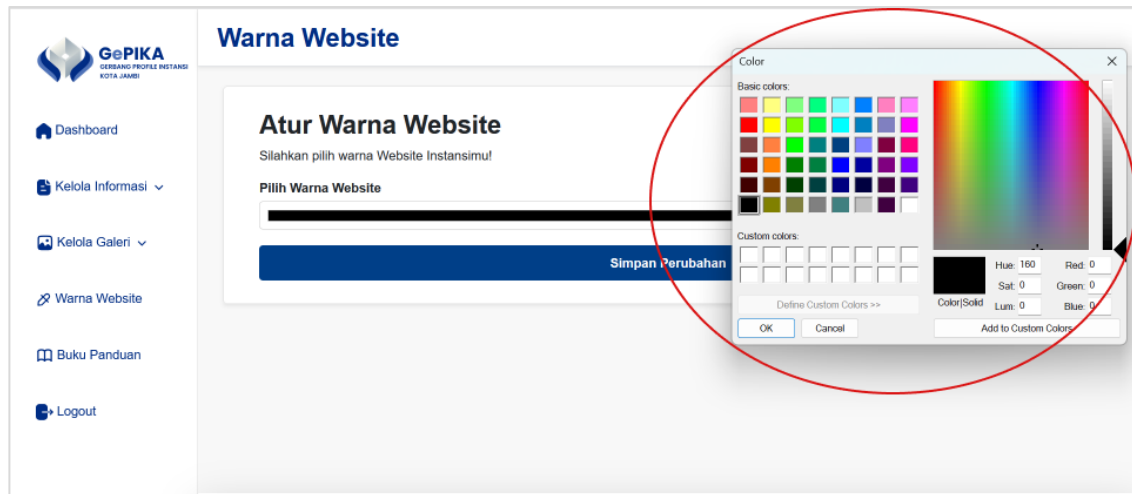 GePIKA
GERBANG PROFILE INSTANSI
KOTA JAMBI
Dashboard
Kelola Informasi
Kelola Galeri
Warna Website
Buku Panduan
Logout
Warna Website
Atur Warna Website
Silahkan pilih warna Website Instansimu!
Pilih Warna Website
Simpan Perubahan
Color
Basic colors:
Custom colors:
Define Custom Colors >>
OK Cancel
Color|Solid
Hue: 160 Red: 0
Sat: 0 Green: 0
Lum: 0 Blue: 0
Add to Custom Colors